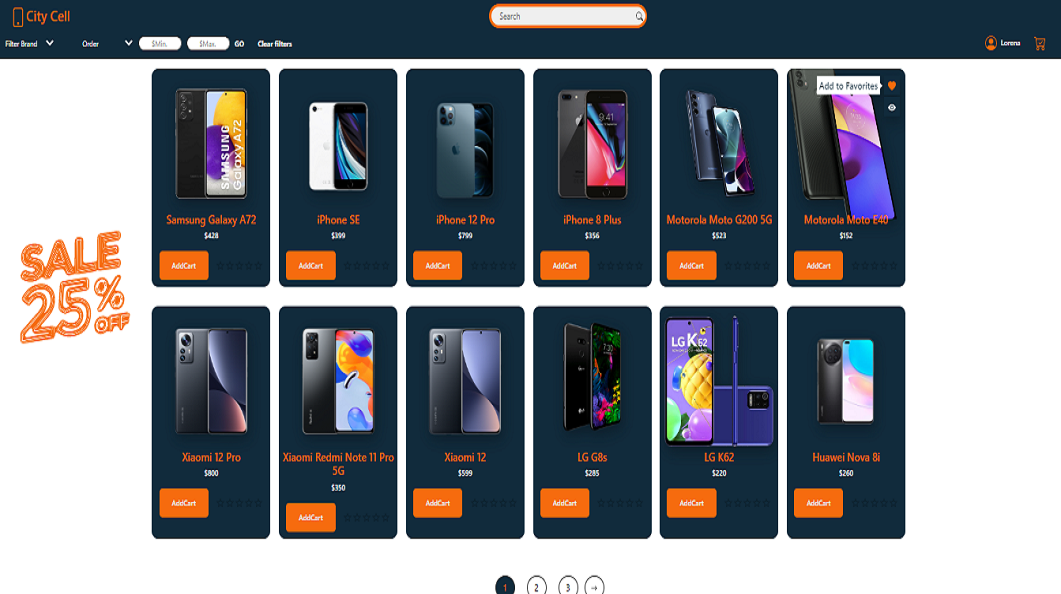 City Cell
Search
Filter Brand
Order
$Min.
$Max.
GO
Clear filters
Lorena
Add to Favorites
SAMSUNG
Galaxy A72
9:41
Samsung Galaxy A72
$428
AddCart
iPhone SE
$399
AddCart
iPhone 12 Pro
$799
AddCart
iPhone 8 Plus
$356
AddCart
Motorola Moto G200 5G
$523
AddCart
Motorola Moto E40
$152
AddCart
SALE
25%
OFF
LG K62
7:30
Xiaomi 12 Pro
$800
AddCart
Xiaomi Redmi Note 11 Pro
5G
$350
AddCart
Xiaomi 12
$599
AddCart
LG G8s
$285
AddCart
LG K62
$220
AddCart
Huawei Nova 8i
$260
AddCart
1
2
3